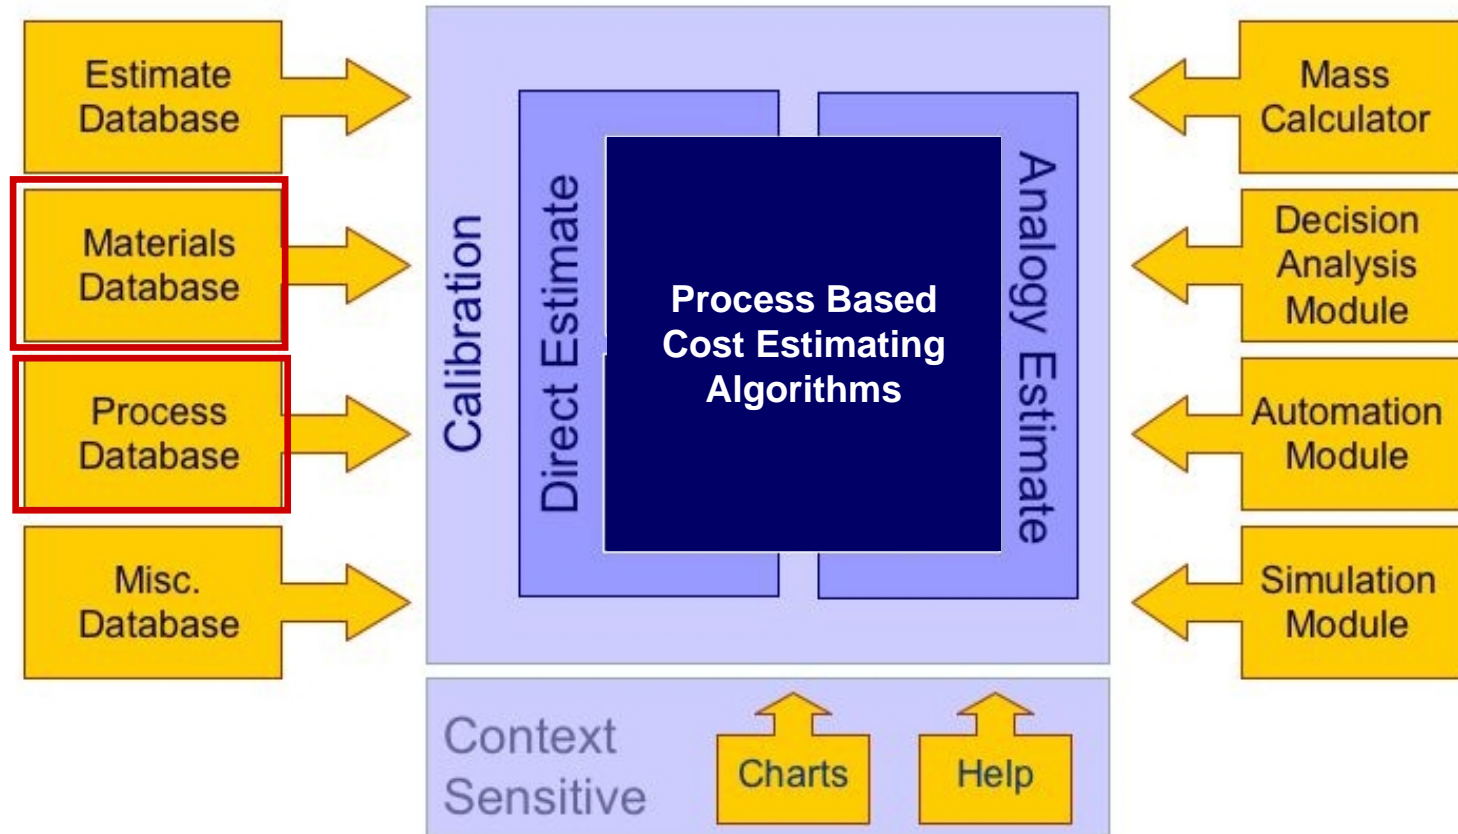 Estimate
Database
Materials
Database
Process
Database
Misc.
Database
Calibration
Direct Estimate
Process Based
Cost Estimating
Algorithms
Analogy Estimate
Mass
Calculator
Decision
Analysis
Module
Automation
Module
Simulation
Module
Context
Sensitive
Charts
Help